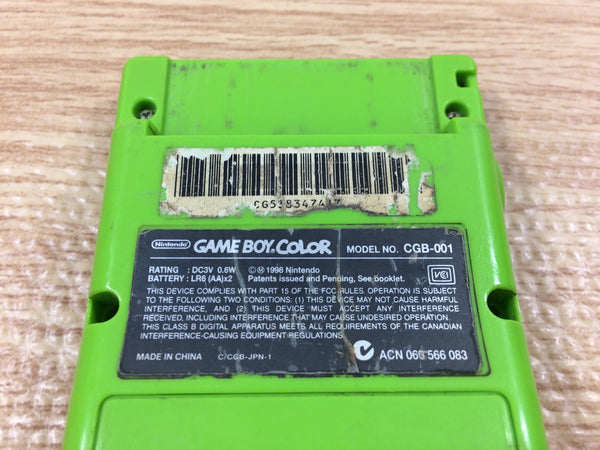 CG5383474
Nintendo GAME BOY COLOR MODEL NO. CGB-001
RATING : DC3V 0.6W © Ⓜ 1998 Nintendo
BATTERY : LR6 (AA)x2 Patents issued and Pending, See booklet.
VCI
THIS DEVICE COMPLIES WITH PART 15 OF THE FCC RULES. OPERATION IS SUBJECT
TO THE FOLLOWING TWO CONDITIONS: (1) THIS DEVICE MAY NOT CAUSE HARMFUL
INTERFERENCE, AND (2) THIS DEVICE MUST ACCEPT ANY INTERFERENCE
RECEIVED, INCLUDING INTERFERENCE THAT MAY CAUSE UNDESIRED OPERATION.
THIS CLASS B DIGITAL APPARATUS MEETS ALL REQUIREMENTS OF THE CANADIAN
INTERFERENCE-CAUSING EQUIPMENT REGULATIONS.
MADE IN CHINA C/CGB-JPN-1 ACN 060 566 083